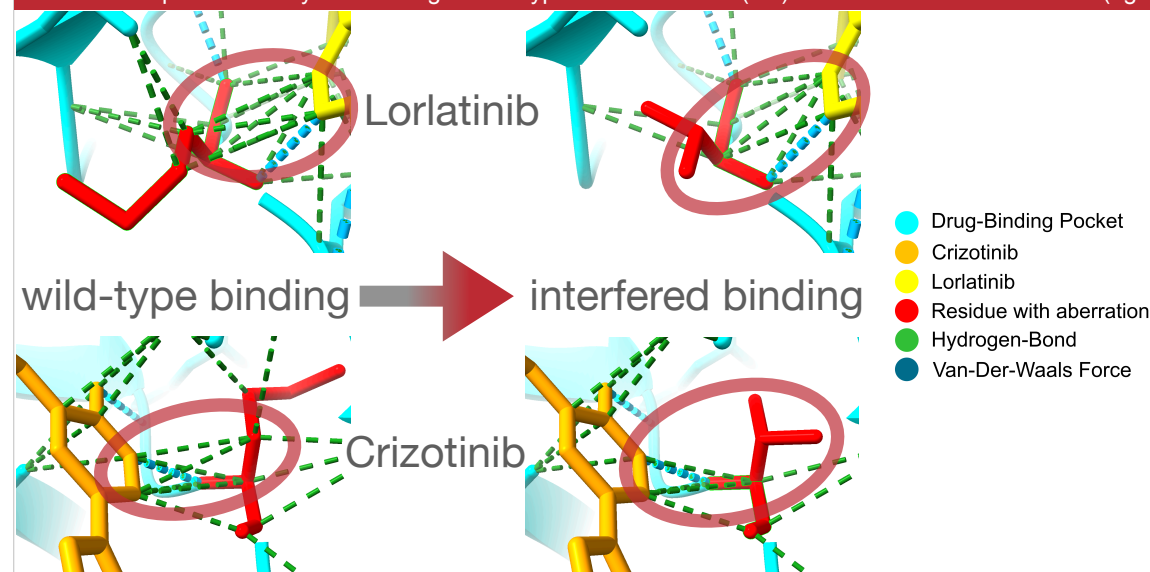 Lorlatinib
wild-type binding
interfered binding
Crizotinib
Drug-Binding Pocket
Crizotinib
Lorlatinib
Residue with aberration
Hydrogen-Bond
Van-Der-Waals Force